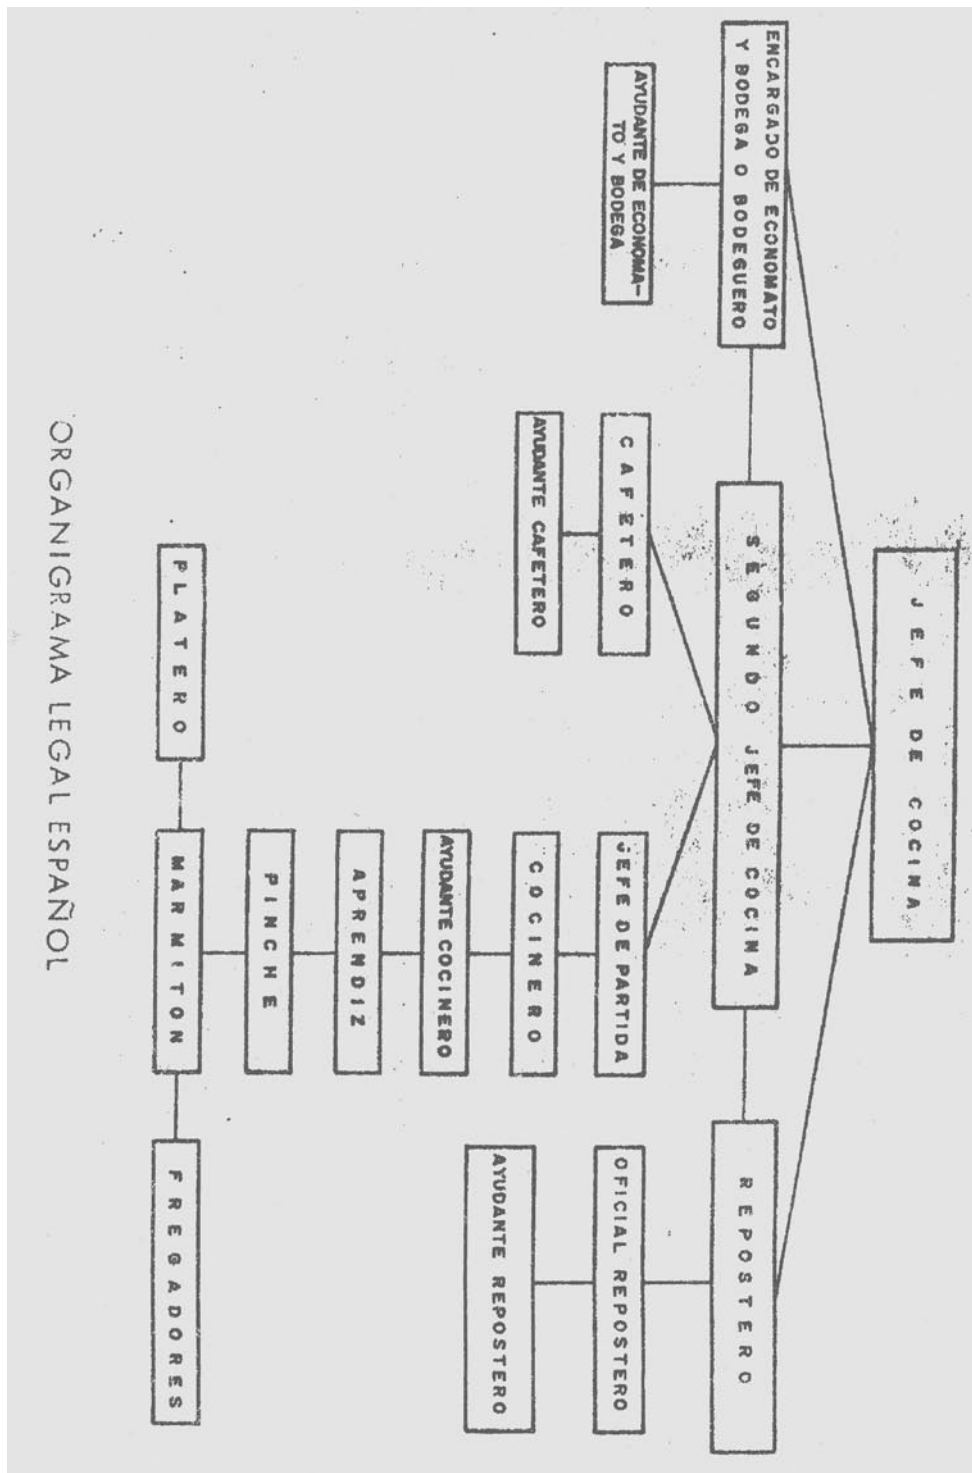 JEFE DE COCINA
ENCARGADO DE ECONOMATO
Y BODEGA O BODEGUERO
SEGUNDO JEFE DE COCINA
REPOSTERO
AYUDANTE DE ECONOMA-
TO Y BODEGA
CAFETERO
JEFE DE PARTIDA
OFICIAL REPOSTERO
AYUDANTE CAFETERO
COCINERO
AYUDANTE REPOSTERO
AYUDANTE COCINERO
APRENDIZ
PINCHE
PLATERO
MARMITON
FREGADORES
ORGANIGRAMA LEGAL ESPAÑOL